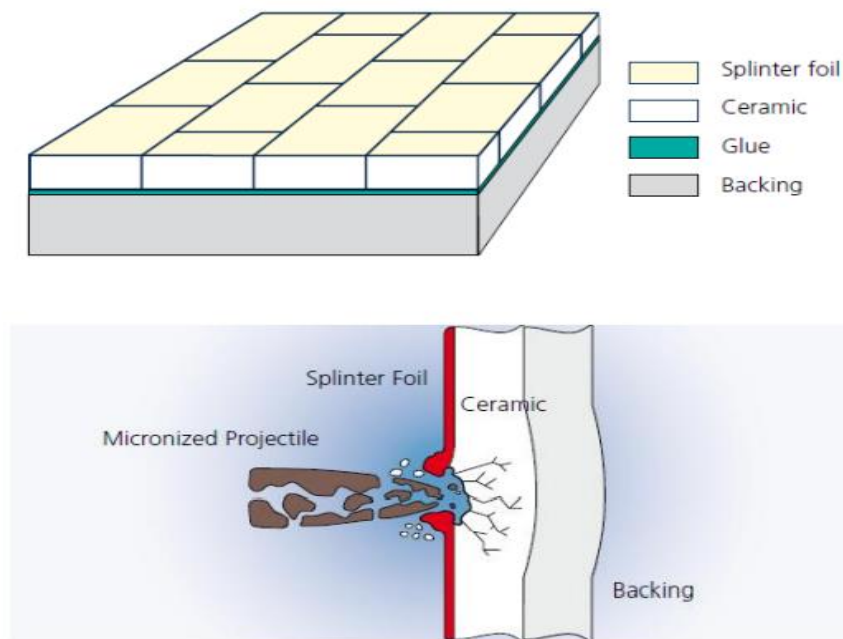 Splinter foil
Ceramic
Glue
Backing
Splinter Foil
Ceramic
Micronized Projectile
Backing